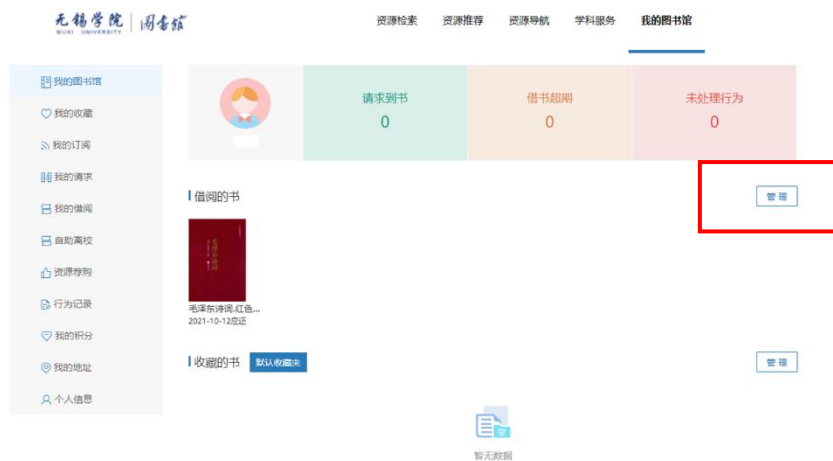 无锡学院 图书馆
WUXI UNIVERSITY
资源检索 资源推荐 资源导航 学科服务 我的图书馆
我的图书馆
我的收藏
我的订阅
我的请求
我的借阅
自助离校
资源荐购
行为记录
我的积分
我的地址
个人信息
请求到书 借书超期 未处理行为
0 0 0
借阅的书 管理
毛泽东诗词
毛泽东诗词.红色,...
2021-10-12应还
收藏的书 默认收藏夹 管理
暂无数据